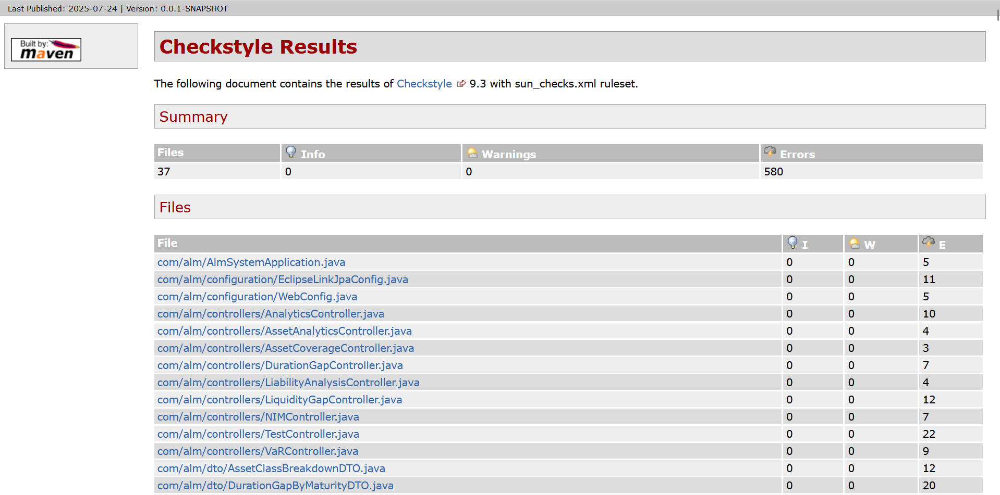 Last Published: 2025-07-24 | Version: 0.0.1-SNAPSHOT
Built by:
maven
Checkstyle Results
The following document contains the results of Checkstyle 9.3 with sun_checks.xml ruleset.
Summary
Files Info Warnings Errors
37 0 0 580
Files
File I W E
com/alm/AlmSystemApplication.java 0 0 5
com/alm/configuration/EclipseLinkJpaConfig.java 0 0 11
com/alm/configuration/WebConfig.java 0 0 5
com/alm/controllers/AnalyticsController.java 0 0 10
com/alm/controllers/AssetAnalyticsController.java 0 0 4
com/alm/controllers/AssetCoverageController.java 0 0 3
com/alm/controllers/DurationGapController.java 0 0 7
com/alm/controllers/LiabilityAnalysisController.java 0 0 4
com/alm/controllers/LiquidityGapController.java 0 0 12
com/alm/controllers/NIMController.java 0 0 7
com/alm/controllers/TestController.java 0 0 22
com/alm/controllers/VaRController.java 0 0 9
com/alm/dto/AssetClassBreakdownDTO.java 0 0 12
com/alm/dto/DurationGapByMaturityDTO.java 0 0 20